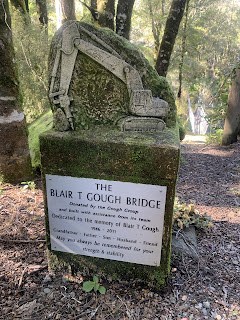 THE
BLAIR T GOUGH BRIDGE
Donated by the Gough Group
and built with assistance from its team
Dedicated to the memory of Blair T Gough
1986 - 2011
Grandfather - Father - Son - Husband - Friend
May you always be remembered for your
strength & stability